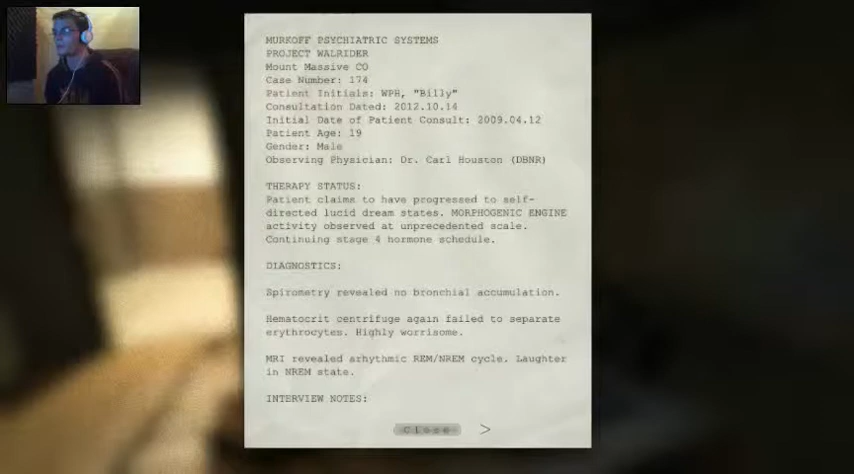 MURKOFF PSYCHIATRIC SYSTEMS
PROJECT WALRIDER
Mount Massive CO
Case Number: 174
Patient Initials: WPH, "Billy"
Consultation Dated: 2012.10.14
Initial Date of Patient Consult: 2009.04.12
Patient Age: 19
Gender: Male
Observing Physician: Dr. Carl Houston (DBNR)
THERAPY STATUS:
Patient claims to have progressed to self-
directed lucid dream states. MORPHOGENIC ENGINE
activity observed at unprecedented scale.
Continuing stage 4 hormone schedule.
DIAGNOSTICS:
Spirometry revealed no bronchial accumulation.
Hematocrit centrifuge again failed to separate
erythrocytes. Highly worrisome.
MRI revealed arhythmic REM/NREM cycle. Laughter
in NREM state.
INTERVIEW NOTES:
Close >